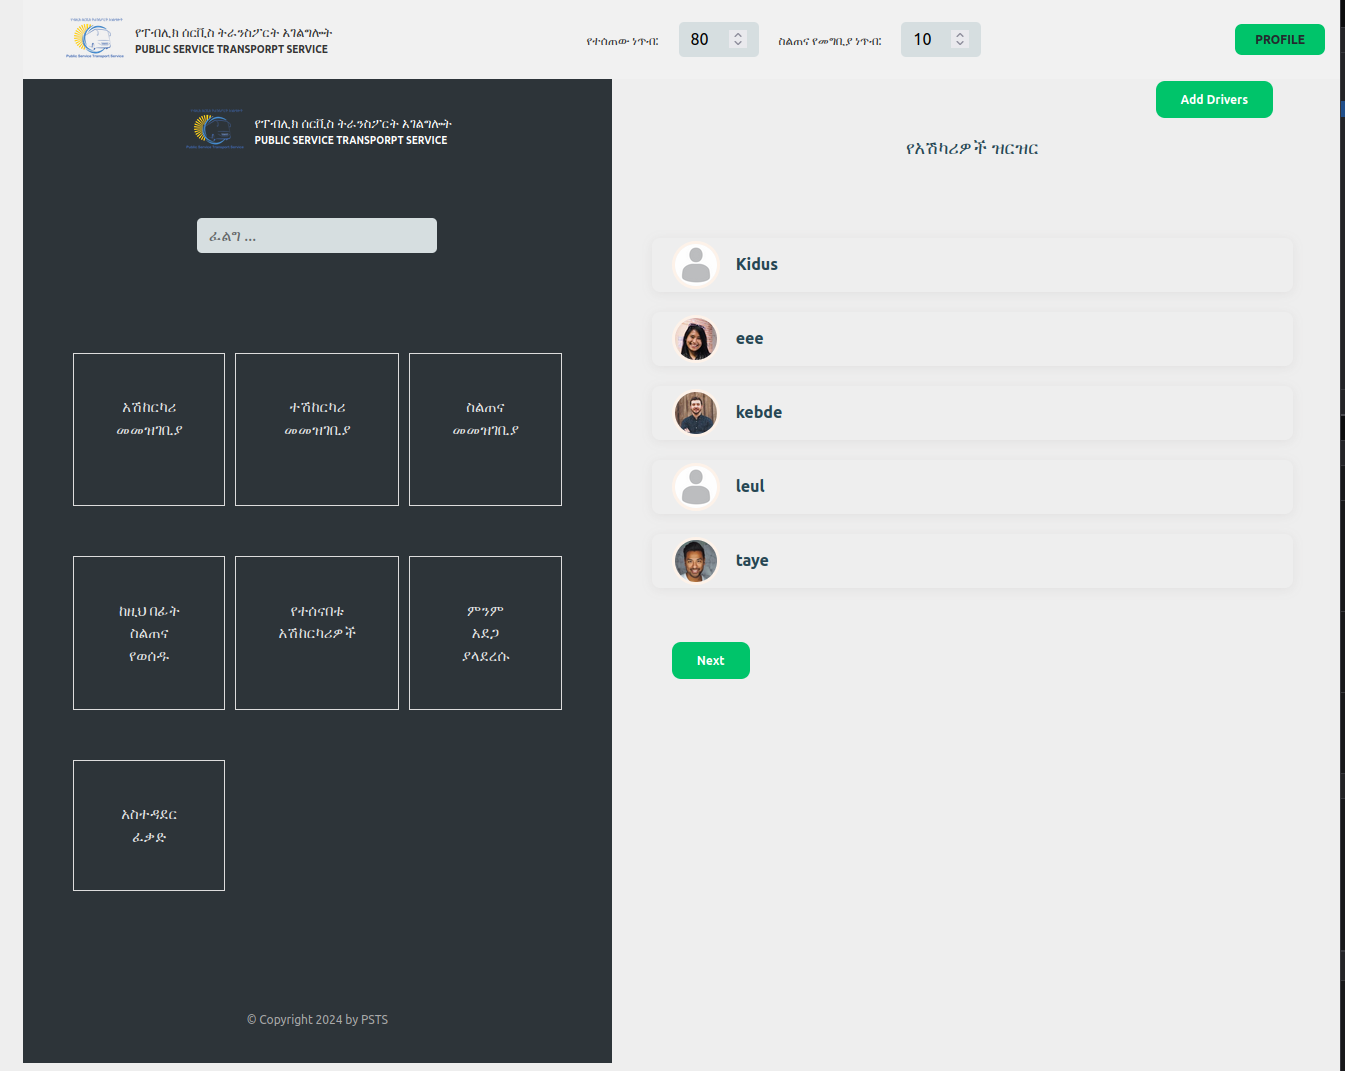 የፐብሊክ ሰርቪስ ትራንስፖርት አገልግሎት
PUBLIC SERVICE TRANSPORPT SERVICE
የተሰጠው ነጥብ:
80
ስልጠና የመግቢያ ነጥብ:
10
PROFILE
የፐብሊክ ሰርቪስ ትራንስፖርት አገልግሎት
PUBLIC SERVICE TRANSPORPT SERVICE
ፈልግ ...
አሽከርካሪ
መመዝገቢያ
ተሽከርካሪ
መመዝገቢያ
ስልጠና
መመዝገቢያ
ከዚህ በፊት
ስልጠና
የወሰዱ
የተሰናበቱ
አሽከርካሪዎች
ምንም
አደጋ
ያላደረሱ
አስተዳደር
ፈቃድ
© Copyright 2024 by PSTS
Add Drivers
የአሽካሪዎች ዝርዝር
Kidus
eee
kebde
leul
taye
Next